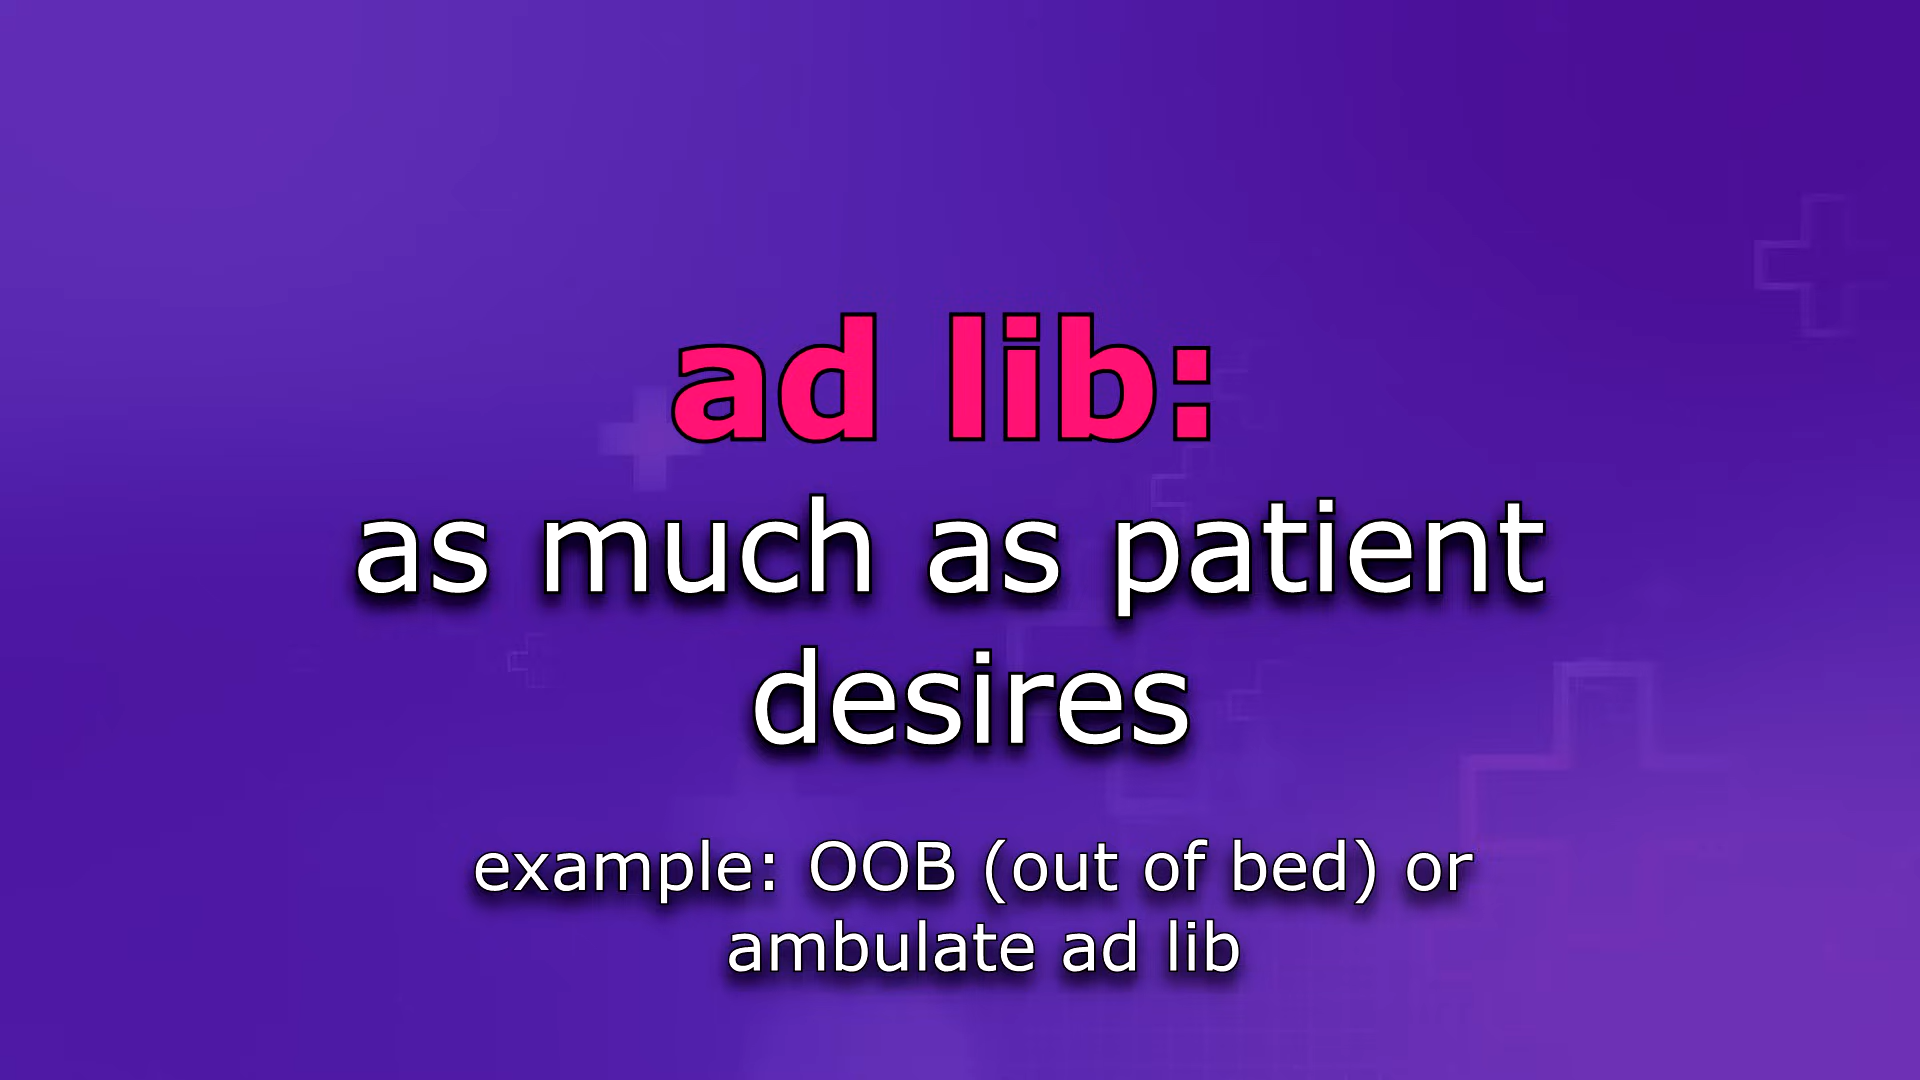 ad lib:
as much as patient
desires
example: OOB (out of bed) or
ambulate ad lib